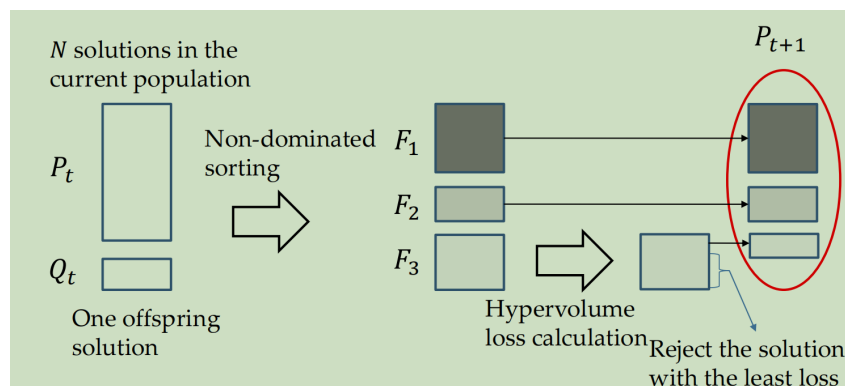 N solutions in the
current population
P_t
Q_t
One offspring
solution
Non-dominated
sorting
F_1
F_2
F_3
Hypervolume
loss calculation
P_{t+1}
Reject the solution
with the least loss